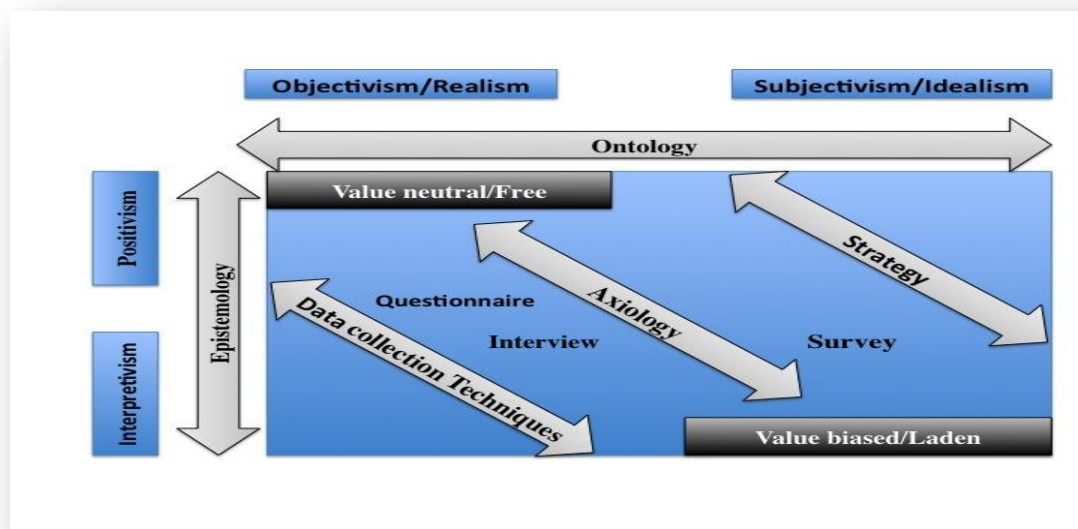 Objectivism/Realism
Subjectivism/Idealism
Ontology
Value neutral/Free
Positivism
Epistemology
Interpretivism
Strategy
Axiology
Questionnaire
Data collection Techniques
Interview
Survey
Value biased/Laden